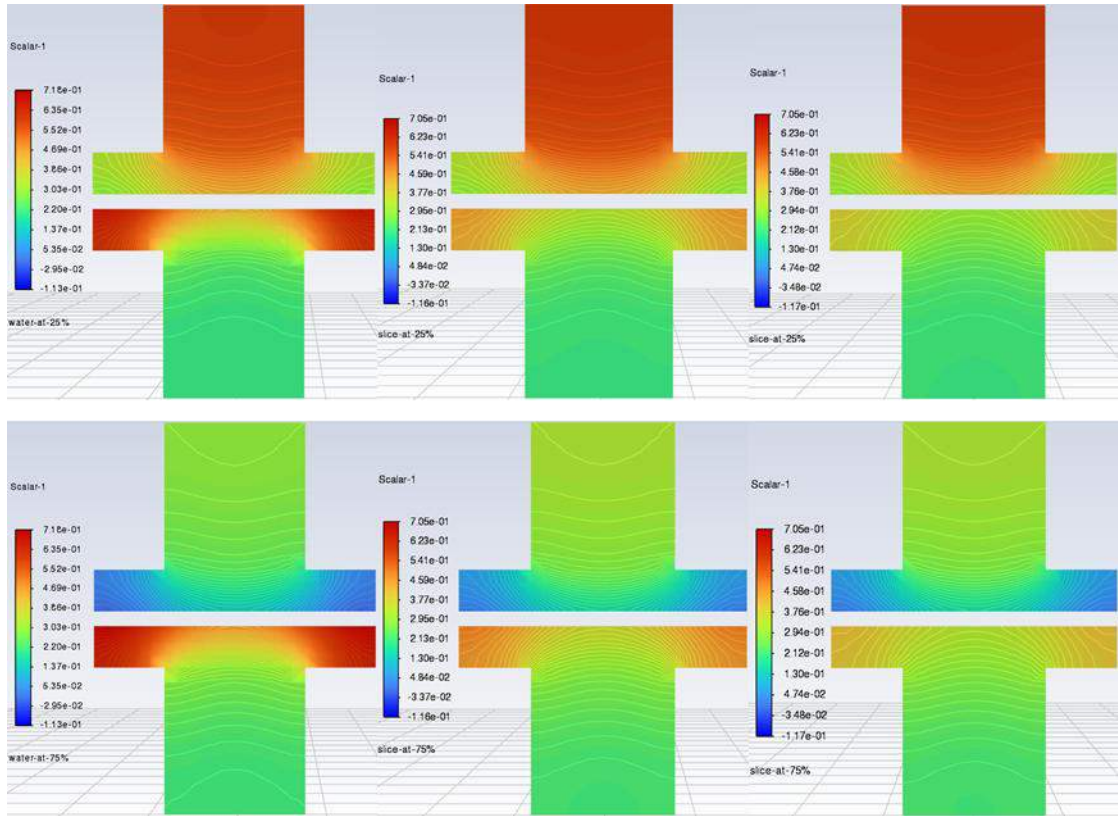 Scalar-1
7.18e-01
6.35e-01
5.52e-01
4.69e-01
3.86e-01
3.03e-01
2.20e-01
1.37e-01
5.35e-02
-2.95e-02
-1.13e-01
water-at-25%
Scalar-1
7.05e-01
6.23e-01
5.41e-01
4.59e-01
3.77e-01
2.95e-01
2.13e-01
1.30e-01
4.84e-02
-3.37e-02
-1.16e-01
slice-at-25%
Scalar-1
7.05e-01
6.23e-01
5.41e-01
4.58e-01
3.76e-01
2.94e-01
2.12e-01
1.30e-01
4.74e-02
-3.48e-02
-1.17e-01
slice-at-25%
Scalar-1
7.18e-01
6.35e-01
5.52e-01
4.69e-01
3.86e-01
3.03e-01
2.20e-01
1.37e-01
5.35e-02
-2.95e-02
-1.13e-01
water-at-75%
Scalar-1
7.05e-01
6.23e-01
5.41e-01
4.59e-01
3.77e-01
2.95e-01
2.13e-01
1.30e-01
4.84e-02
-3.37e-02
-1.16e-01
slice-at-75%
Scalar-1
7.05e-01
6.23e-01
5.41e-01
4.58e-01
3.76e-01
2.94e-01
2.12e-01
1.30e-01
4.74e-02
-3.48e-02
-1.17e-01
slice-at-75%